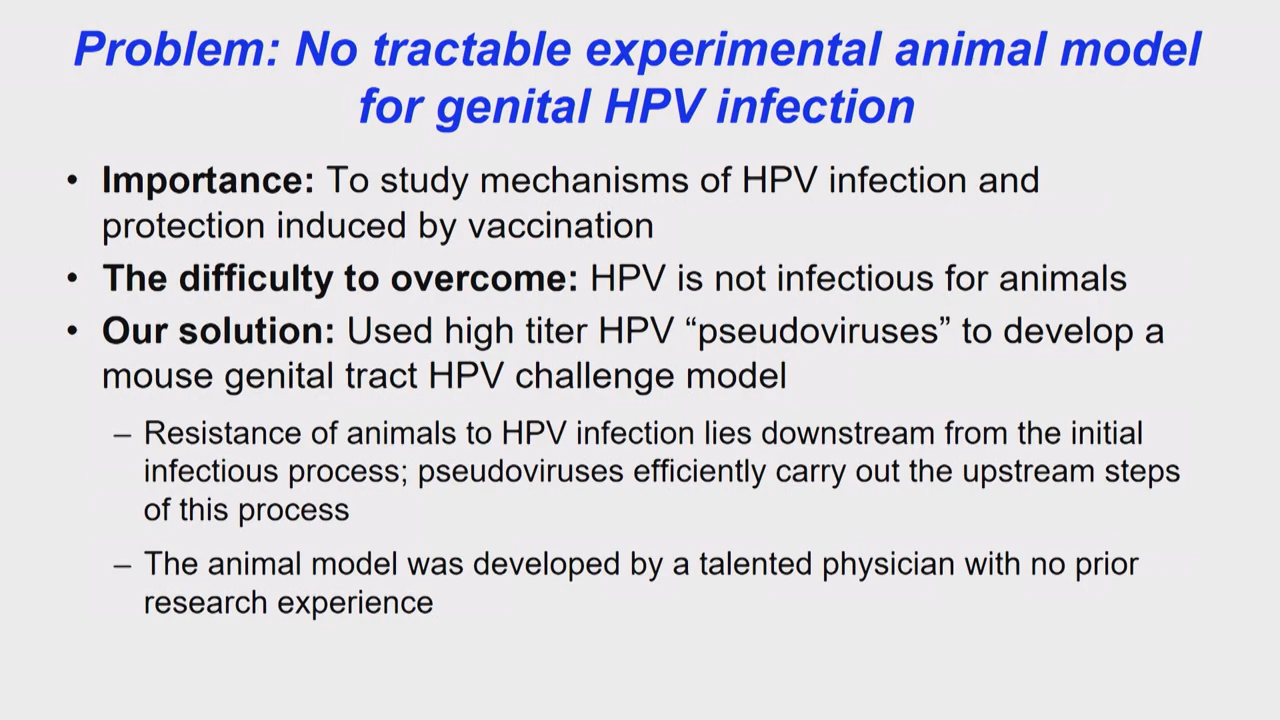 Problem: No tractable experimental animal model
for genital HPV infection
• Importance: To study mechanisms of HPV infection and
protection induced by vaccination
• The difficulty to overcome: HPV is not infectious for animals
• Our solution: Used high titer HPV “pseudoviruses” to develop a
mouse genital tract HPV challenge model
– Resistance of animals to HPV infection lies downstream from the initial
infectious process; pseudoviruses efficiently carry out the upstream steps
of this process
– The animal model was developed by a talented physician with no prior
research experience